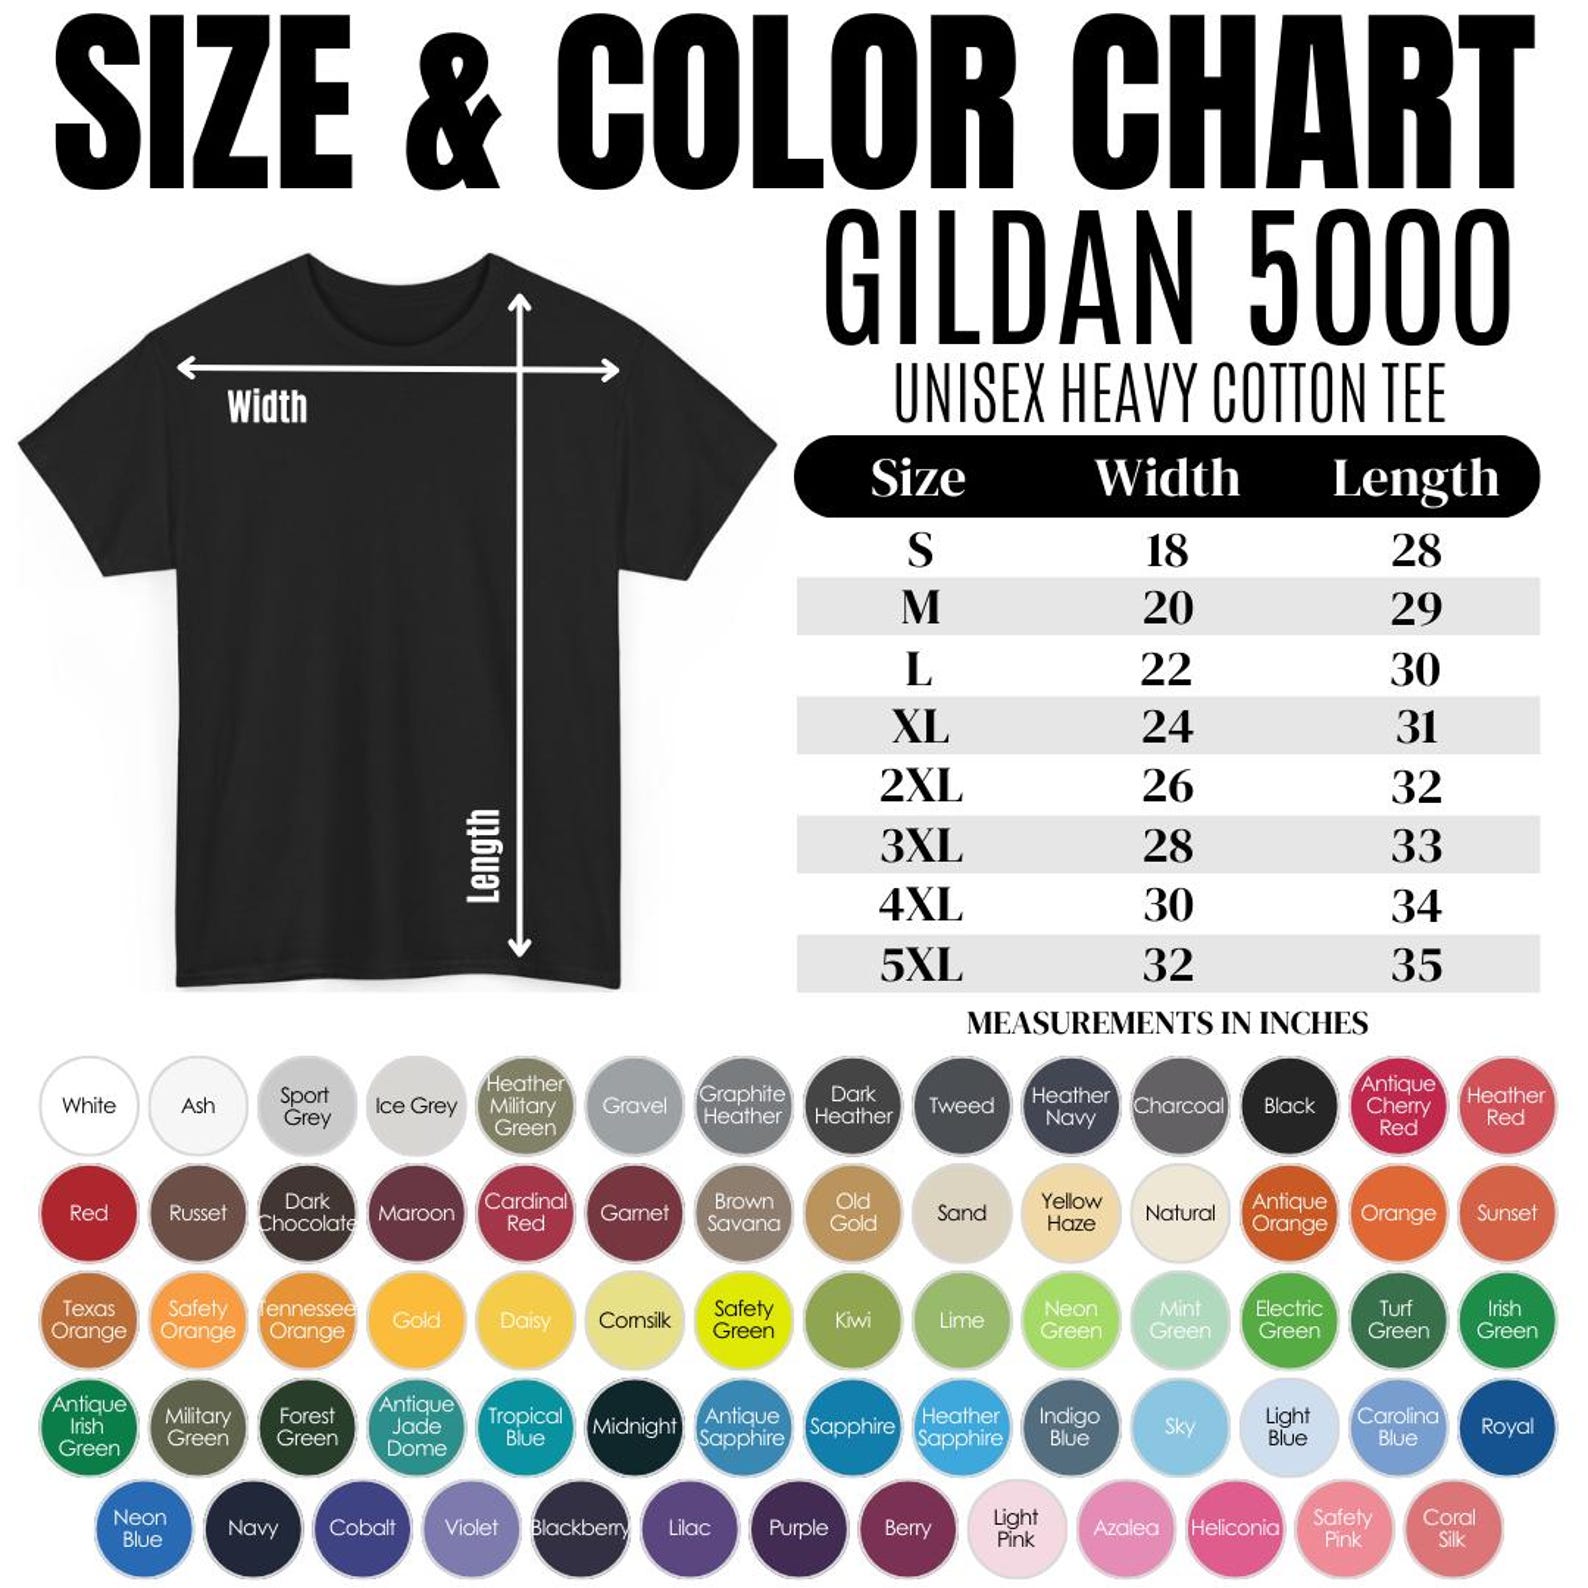 SIZE & COLOR CHART
GILDAN 5000
UNISEX HEAVY COTTON TEE
Width
Length
Size Width Length
S 18 28
M 20 29
L 22 30
XL 24 31
2XL 26 32
3XL 28 33
4XL 30 34
5XL 32 35
MEASUREMENTS IN INCHES
White
Ash
Sport
Grey
Ice Grey
Heather
Military
Green
Gravel
Graphite
Heather
Dark
Heather
Tweed
Heather
Navy
Charcoal
Black
Antique
Cherry
Red
Heather
Red
Red
Russet
Dark
Chocolate
Maroon
Cardinal
Red
Garnet
Brown
Savana
Old
Gold
Sand
Yellow
Haze
Natural
Antique
Orange
Orange
Sunset
Texas
Orange
Safety
Orange
Tennessee
Orange
Gold
Daisy
Cornsilk
Safety
Green
Kiwi
Lime
Neon
Green
Mint
Green
Electric
Green
Turf
Green
Irish
Green
Antique
Irish
Green
Military
Green
Forest
Green
Antique
Jade
Dome
Tropical
Blue
Midnight
Antique
Sapphire
Sapphire
Heather
Sapphire
Indigo
Blue
Sky
Light
Blue
Carolina
Blue
Royal
Neon
Blue
Navy
Cobalt
Violet
Blackberry
Lilac
Purple
Berry
Light
Pink
Azalea
Heliconia
Safety
Pink
Coral
Silk